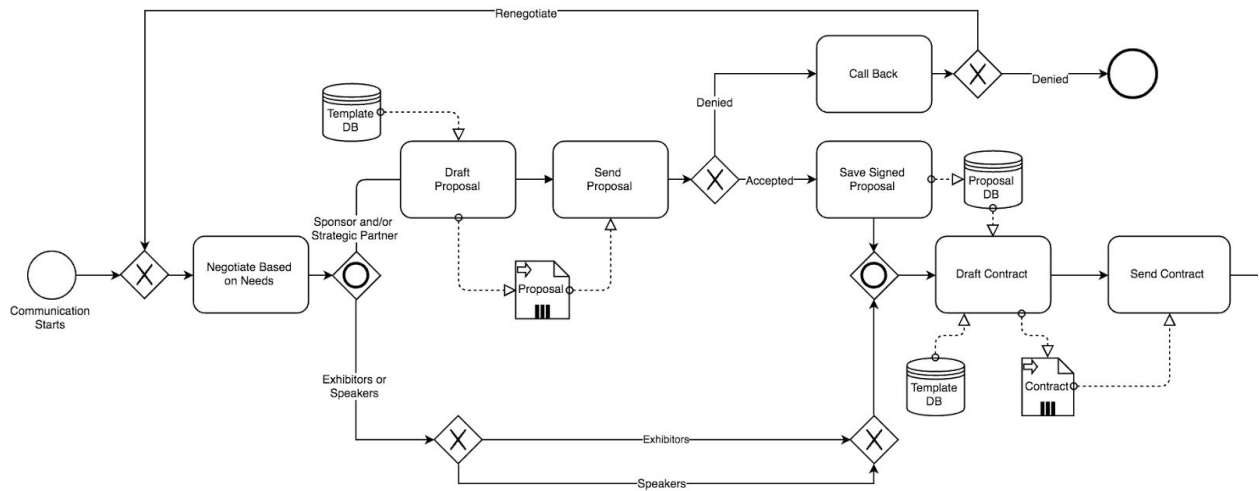 Renegotiate
Call Back
Denied
Denied
Template
DB
Draft
Proposal
Send
Proposal
Accepted
Save Signed
Proposal
Proposal
DB
Sponsor and/or
Strategic Partner
Communication
Starts
Negotiate Based
on Needs
Proposal
Draft Contract
Send Contract
Exhibitors or
Speakers
Template
DB
Contract
Exhibitors
Speakers